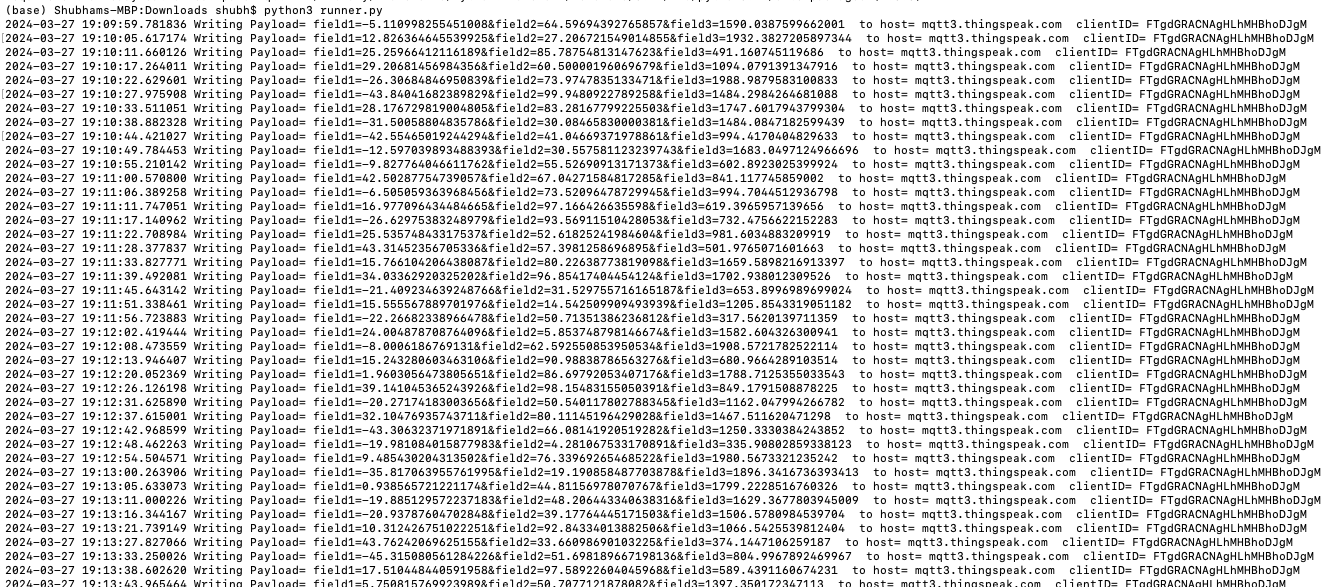 (base) Shubhams-MBP:Downloads shubh$ python3 runner.py
2024-03-27 19:09:59.781836 Writing Payload= field1=-5.110998255451008&field2=64.59694392765857&field3=1590.0387599662001 to host= mqtt3.thingspeak.com clientID= FTgdGRACNAgHLhMHBhoDJgM
2024-03-27 19:10:05.617174 Writing Payload= field1=12.826364645539925&field2=27.206721549014855&field3=1932.3827205897344 to host= mqtt3.thingspeak.com clientID= FTgdGRACNAgHLhMHBhoDJgM
2024-03-27 19:10:11.660126 Writing Payload= field1=25.25966412116189&field2=85.78754813147623&field3=491.160745119686 to host= mqtt3.thingspeak.com clientID= FTgdGRACNAgHLhMHBhoDJgM
2024-03-27 19:10:17.264011 Writing Payload= field1=29.20681456984356&field2=60.50000196069679&field3=1094.0791391347916 to host= mqtt3.thingspeak.com clientID= FTgdGRACNAgHLhMHBhoDJgM
2024-03-27 19:10:22.629601 Writing Payload= field1=-26.30684846950839&field2=73.9747835133471&field3=1988.9879583100833 to host= mqtt3.thingspeak.com clientID= FTgdGRACNAgHLhMHBhoDJgM
2024-03-27 19:10:27.975908 Writing Payload= field1=-43.84041682389829&field2=99.9480922789258&field3=1484.2984264681088 to host= mqtt3.thingspeak.com clientID= FTgdGRACNAgHLhMHBhoDJgM
2024-03-27 19:10:33.511051 Writing Payload= field1=28.176729819004805&field2=83.28167799225503&field3=1747.6017943799304 to host= mqtt3.thingspeak.com clientID= FTgdGRACNAgHLhMHBhoDJgM
2024-03-27 19:10:38.882328 Writing Payload= field1=-31.50058804835786&field2=30.08465830000381&field3=1484.0847182599439 to host= mqtt3.thingspeak.com clientID= FTgdGRACNAgHLhMHBhoDJgM
2024-03-27 19:10:44.421027 Writing Payload= field1=-42.55465019244294&field2=41.04669371978861&field3=994.4170404829633 to host= mqtt3.thingspeak.com clientID= FTgdGRACNAgHLhMHBhoDJgM
2024-03-27 19:10:49.784453 Writing Payload= field1=-12.597039893488393&field2=30.557581123239743&field3=1683.0497124966696 to host= mqtt3.thingspeak.com clientID= FTgdGRACNAgHLhMHBhoDJgM
2024-03-27 19:10:55.210142 Writing Payload= field1=-9.827764046611762&field2=55.52690913171373&field3=602.8923025399924 to host= mqtt3.thingspeak.com clientID= FTgdGRACNAgHLhMHBhoDJgM
2024-03-27 19:11:00.570800 Writing Payload= field1=42.50287754739057&field2=67.04271584817285&field3=841.117745859002 to host= mqtt3.thingspeak.com clientID= FTgdGRACNAgHLhMHBhoDJgM
2024-03-27 19:11:06.389258 Writing Payload= field1=-6.505059363968456&field2=73.52096478729945&field3=994.7044512936798 to host= mqtt3.thingspeak.com clientID= FTgdGRACNAgHLhMHBhoDJgM
2024-03-27 19:11:11.747051 Writing Payload= field1=16.977096434484665&field2=97.166426635598&field3=619.3965957139656 to host= mqtt3.thingspeak.com clientID= FTgdGRACNAgHLhMHBhoDJgM
2024-03-27 19:11:17.140962 Writing Payload= field1=-26.62975383248979&field2=93.56911510428053&field3=732.4756622152283 to host= mqtt3.thingspeak.com clientID= FTgdGRACNAgHLhMHBhoDJgM
2024-03-27 19:11:22.708984 Writing Payload= field1=25.53574843317537&field2=52.61825241984604&field3=981.6034883209919 to host= mqtt3.thingspeak.com clientID= FTgdGRACNAgHLhMHBhoDJgM
2024-03-27 19:11:28.377837 Writing Payload= field1=43.31452356705336&field2=57.3981258696895&field3=501.9765071601663 to host= mqtt3.thingspeak.com clientID= FTgdGRACNAgHLhMHBhoDJgM
2024-03-27 19:11:33.827771 Writing Payload= field1=15.766104206438087&field2=80.22638773819098&field3=1659.5898216913397 to host= mqtt3.thingspeak.com clientID= FTgdGRACNAgHLhMHBhoDJgM
2024-03-27 19:11:39.492081 Writing Payload= field1=34.03362920325202&field2=96.85417404454124&field3=1702.938012309526 to host= mqtt3.thingspeak.com clientID= FTgdGRACNAgHLhMHBhoDJgM
2024-03-27 19:11:45.643142 Writing Payload= field1=-21.409234639248766&field2=31.529755716165187&field3=653.8996989699024 to host= mqtt3.thingspeak.com clientID= FTgdGRACNAgHLhMHBhoDJgM
2024-03-27 19:11:51.338461 Writing Payload= field1=15.555567889701976&field2=14.542509909493939&field3=1205.8543319051182 to host= mqtt3.thingspeak.com clientID= FTgdGRACNAgHLhMHBhoDJgM
2024-03-27 19:11:56.723883 Writing Payload= field1=-22.26682338966478&field2=50.71351386236812&field3=317.5620139711359 to host= mqtt3.thingspeak.com clientID= FTgdGRACNAgHLhMHBhoDJgM
2024-03-27 19:12:02.419444 Writing Payload= field1=24.004878708764096&field2=5.853748798146674&field3=1582.604326300941 to host= mqtt3.thingspeak.com clientID= FTgdGRACNAgHLhMHBhoDJgM
2024-03-27 19:12:08.473559 Writing Payload= field1=-8.0006186769131&field2=62.592550853950534&field3=1908.5721782522114 to host= mqtt3.thingspeak.com clientID= FTgdGRACNAgHLhMHBhoDJgM
2024-03-27 19:12:13.946407 Writing Payload= field1=15.243280603463106&field2=90.98838786563276&field3=680.9664289103514 to host= mqtt3.thingspeak.com clientID= FTgdGRACNAgHLhMHBhoDJgM
2024-03-27 19:12:20.052369 Writing Payload= field1=1.9603056473805651&field2=86.69792053407176&field3=1788.7125355033543 to host= mqtt3.thingspeak.com clientID= FTgdGRACNAgHLhMHBhoDJgM
2024-03-27 19:12:26.126198 Writing Payload= field1=39.141045365243926&field2=98.15483155050391&field3=849.1791508878225 to host= mqtt3.thingspeak.com clientID= FTgdGRACNAgHLhMHBhoDJgM
2024-03-27 19:12:31.625890 Writing Payload= field1=-20.27174183003656&field2=50.540117802788345&field3=1162.047994266782 to host= mqtt3.thingspeak.com clientID= FTgdGRACNAgHLhMHBhoDJgM
2024-03-27 19:12:37.615001 Writing Payload= field1=32.10476935743711&field2=80.11145196429028&field3=1467.511620471298 to host= mqtt3.thingspeak.com clientID= FTgdGRACNAgHLhMHBhoDJgM
2024-03-27 19:12:42.968599 Writing Payload= field1=-43.30632371971891&field2=66.08141920519282&field3=1250.3330384243852 to host= mqtt3.thingspeak.com clientID= FTgdGRACNAgHLhMHBhoDJgM
2024-03-27 19:12:48.462263 Writing Payload= field1=-19.981084015877983&field2=4.281067533170891&field3=335.90802859338123 to host= mqtt3.thingspeak.com clientID= FTgdGRACNAgHLhMHBhoDJgM
2024-03-27 19:12:54.504571 Writing Payload= field1=9.485430204313502&field2=76.33969265468522&field3=1980.5673321235242 to host= mqtt3.thingspeak.com clientID= FTgdGRACNAgHLhMHBhoDJgM
2024-03-27 19:13:00.263906 Writing Payload= field1=-35.817063955761995&field2=19.190858487703878&field3=1896.3416736393413 to host= mqtt3.thingspeak.com clientID= FTgdGRACNAgHLhMHBhoDJgM
2024-03-27 19:13:05.633073 Writing Payload= field1=0.938565721221174&field2=44.81156978070767&field3=1799.2228516760326 to host= mqtt3.thingspeak.com clientID= FTgdGRACNAgHLhMHBhoDJgM
2024-03-27 19:13:11.000226 Writing Payload= field1=-19.885129572237183&field2=48.206443340638316&field3=1629.3677803945009 to host= mqtt3.thingspeak.com clientID= FTgdGRACNAgHLhMHBhoDJgM
2024-03-27 19:13:16.344167 Writing Payload= field1=-20.93787604702848&field2=39.17764445171503&field3=1506.5780984539704 to host= mqtt3.thingspeak.com clientID= FTgdGRACNAgHLhMHBhoDJgM
2024-03-27 19:13:21.739149 Writing Payload= field1=10.312426751022251&field2=92.84334013882506&field3=1066.5425539812404 to host= mqtt3.thingspeak.com clientID= FTgdGRACNAgHLhMHBhoDJgM
2024-03-27 19:13:27.827066 Writing Payload= field1=43.76242069625155&field2=33.66098690103225&field3=374.1447106259187 to host= mqtt3.thingspeak.com clientID= FTgdGRACNAgHLhMHBhoDJgM
2024-03-27 19:13:33.250026 Writing Payload= field1=-45.315080561284226&field2=51.698189667198136&field3=804.9967892469967 to host= mqtt3.thingspeak.com clientID= FTgdGRACNAgHLhMHBhoDJgM
2024-03-27 19:13:38.602620 Writing Payload= field1=17.510448440591958&field2=97.58922604045968&field3=589.4391160674231 to host= mqtt3.thingspeak.com clientID= FTgdGRACNAgHLhMHBhoDJgM
2024-03-27 19:13:43.965464 Writing Payload= field1=5.750815769923989&field2=50.7077121878082&field3=1397.350172347113 to host= mqtt3.thingspeak.com clientID= FTgdGRACNAgHLhMHBhoDJgM